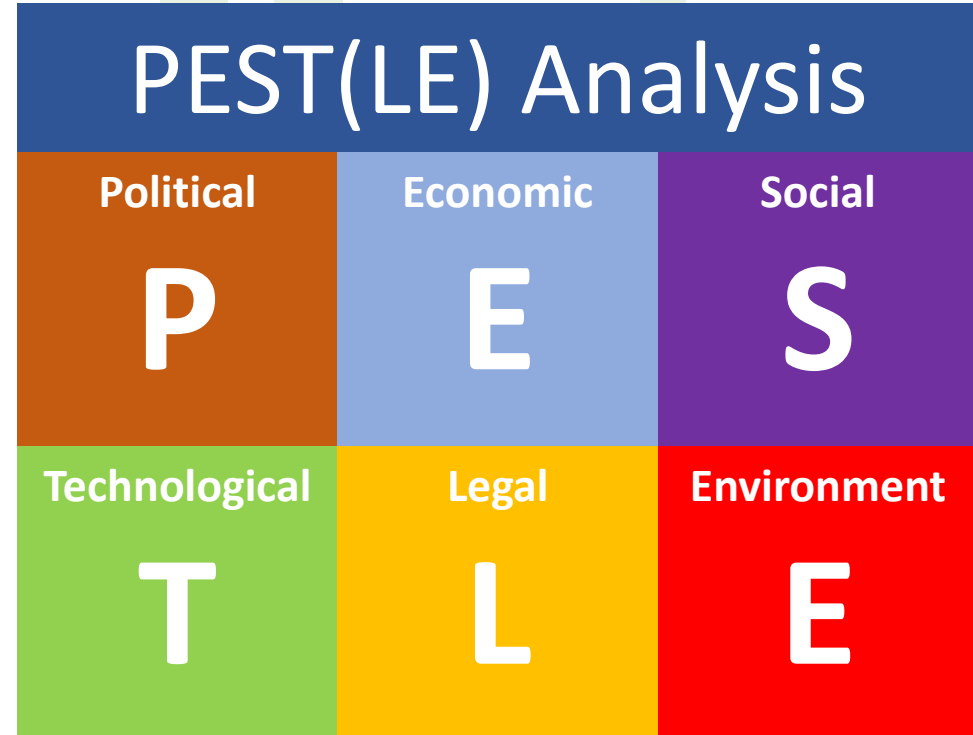 PEST(LE) Analysis
Political
Economic
Social
P
E
S
Technological
Legal
Environment
T
L
E